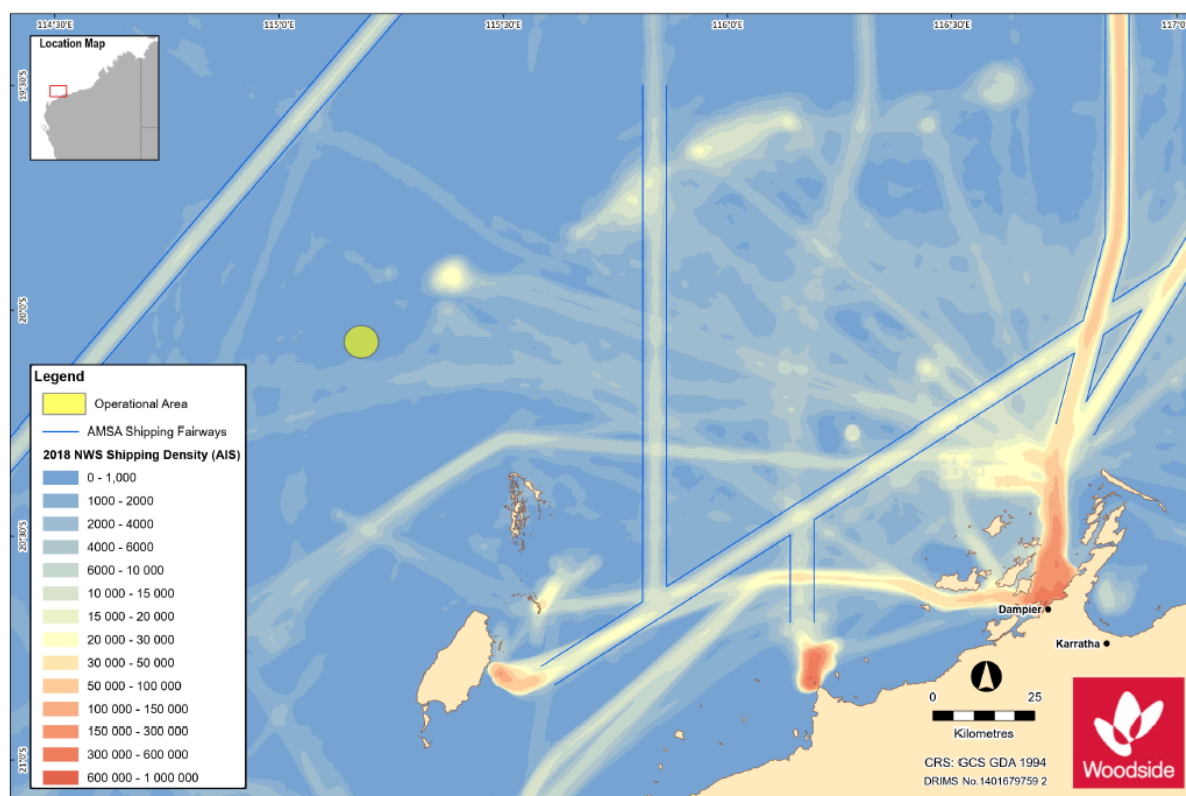 114°30'E 115°0'E 115°30'E 116°0'E 116°30'E 117°0'
Location Map
19°30'S
20°0'S
20°30'S
21°0'S
Legend
Operational Area
AMSA Shipping Fairways
2018 NWS Shipping Density (AIS)
0 - 1,000
1000 - 2000
2000 - 4000
4000 - 6000
6000 - 10 000
10 000 - 15 000
15 000 - 20 000
20 000 - 30 000
30 000 - 50 000
50 000 - 100 000
100 000 - 150 000
150 000 - 300 000
300 000 - 600 000
600 000 - 1 000 000
Dampier
Karratha
0 25
Kilometres
CRS: GCS GDA 1994
DRIMS No.1401679759 2
Woodside